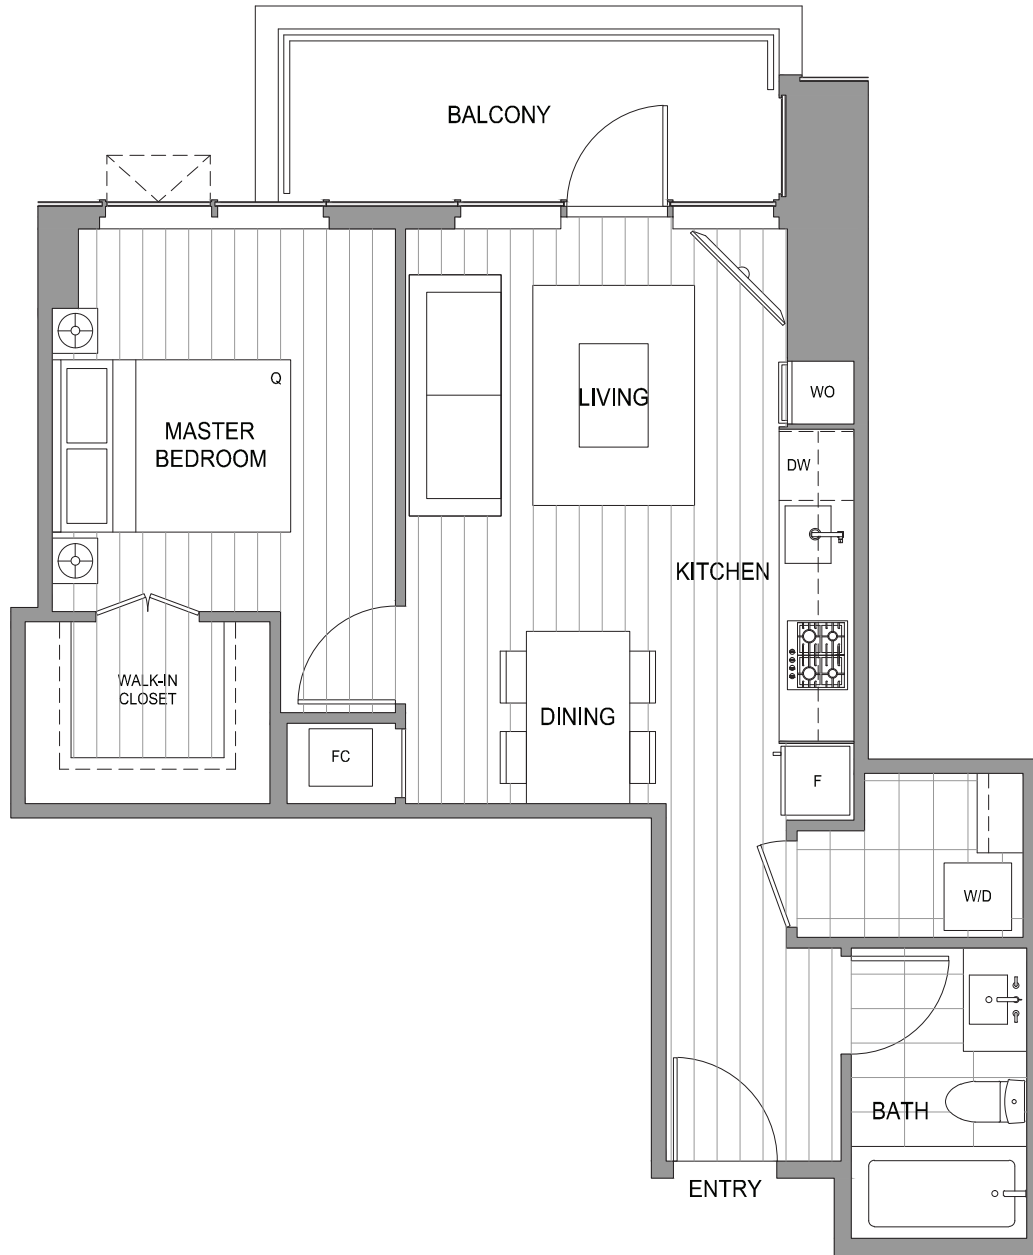 BALCONY
Q
MASTER
BEDROOM
LIVING
WO
DW
KITCHEN
WALK-IN
CLOSET
DINING
FC
F
W/D
BATH
ENTRY